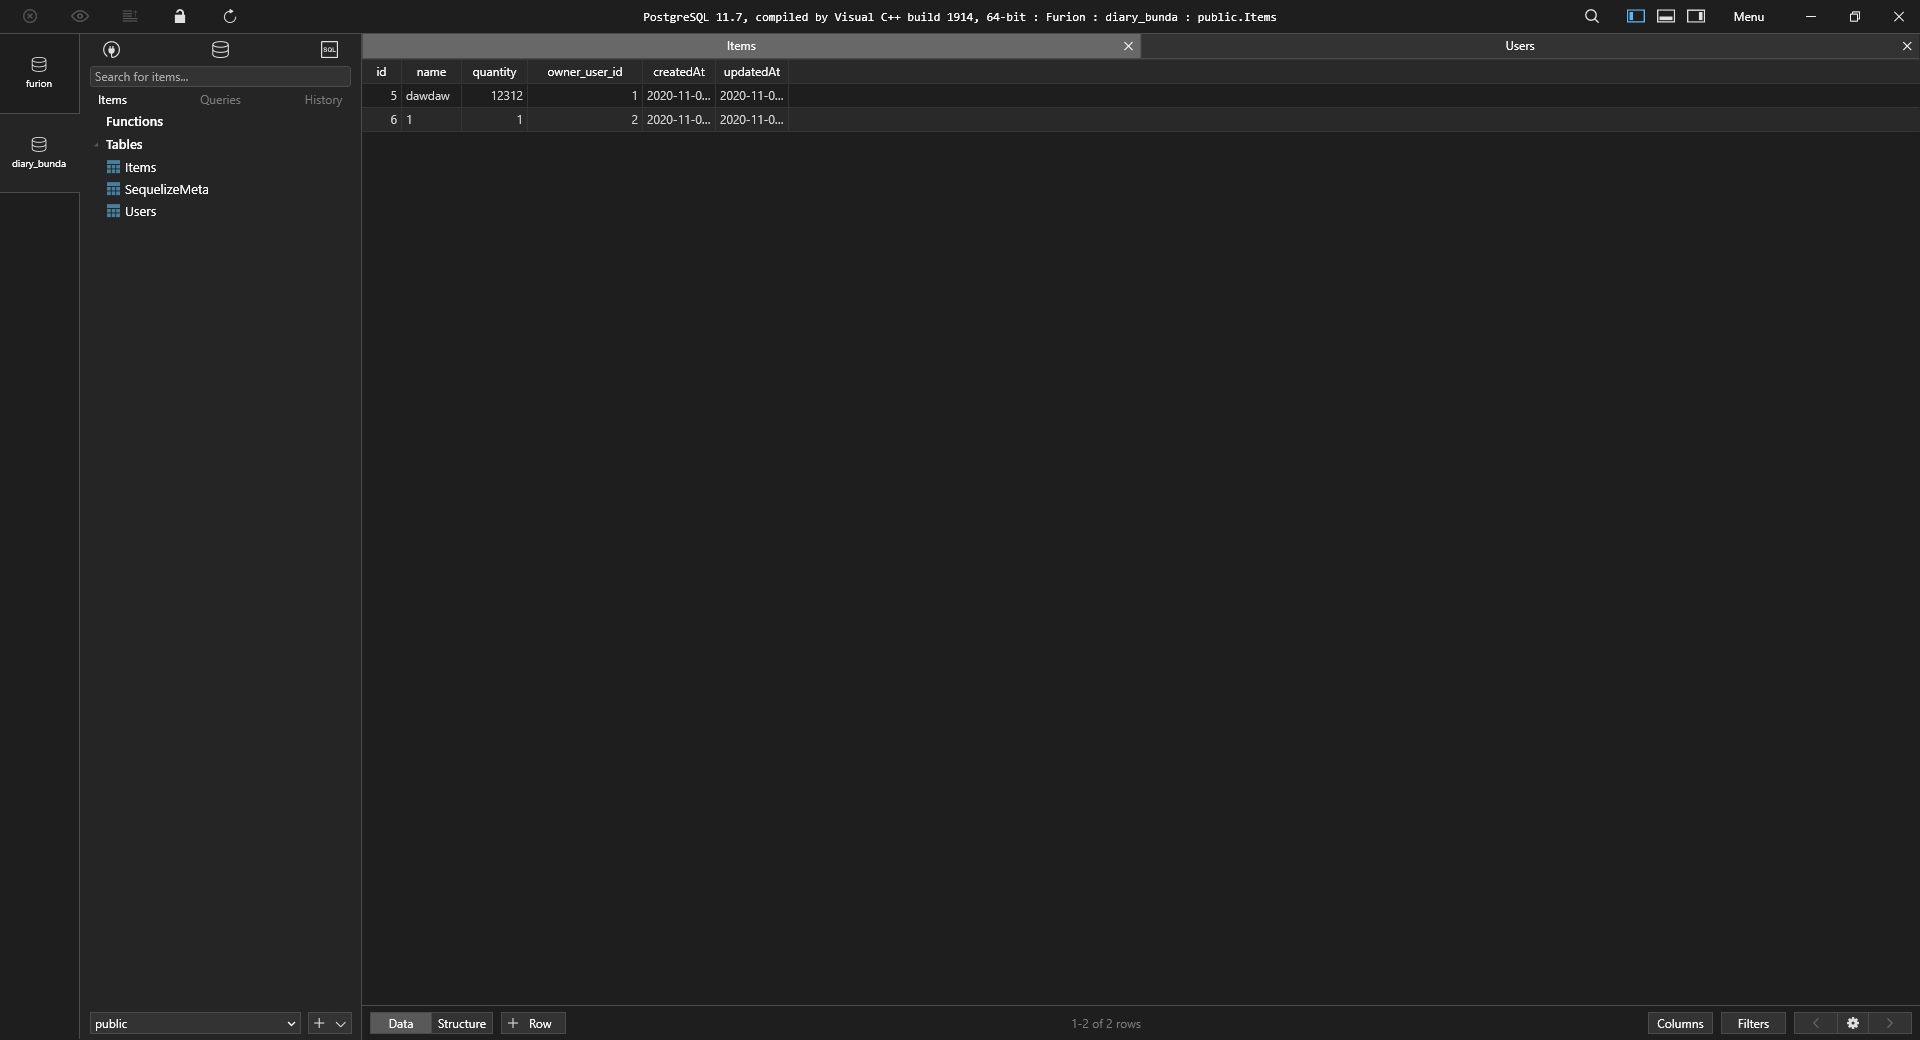 PostgreSQL 11.7, compiled by Visual C++ build 1914, 64-bit : Furion : diary_bunda : public.Items
Menu
furion
diary_bunda
SQL
Search for items...
Items Queries History
Functions
Tables
Items
SequelizeMeta
Users
Items Users
id name quantity owner_user_id createdAt updatedAt
5 dawdaw 12312 1 2020-11-0... 2020-11-0...
6 1 1 2 2020-11-0... 2020-11-0...
public
Data Structure + Row
1-2 of 2 rows
Columns Filters